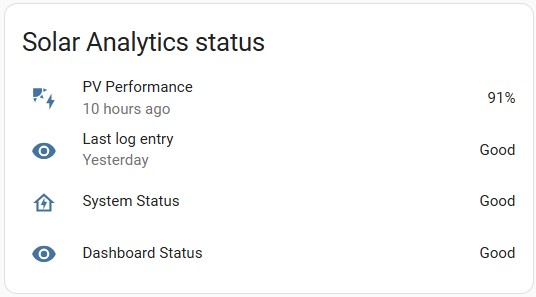 Solar Analytics status
PV Performance
10 hours ago
91%
Last log entry
Yesterday
Good
System Status
Good
Dashboard Status
Good